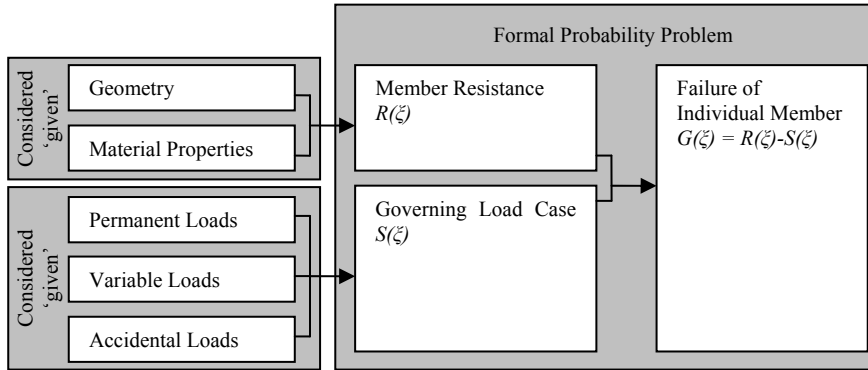 Formal Probability Problem
Considered
‘given’
Geometry
Material Properties
Member Resistance
R(ξ)
Failure of
Individual Member
G(ξ) = R(ξ)-S(ξ)
Considered
‘given’
Permanent Loads
Variable Loads
Accidental Loads
Governing Load Case
S(ξ)